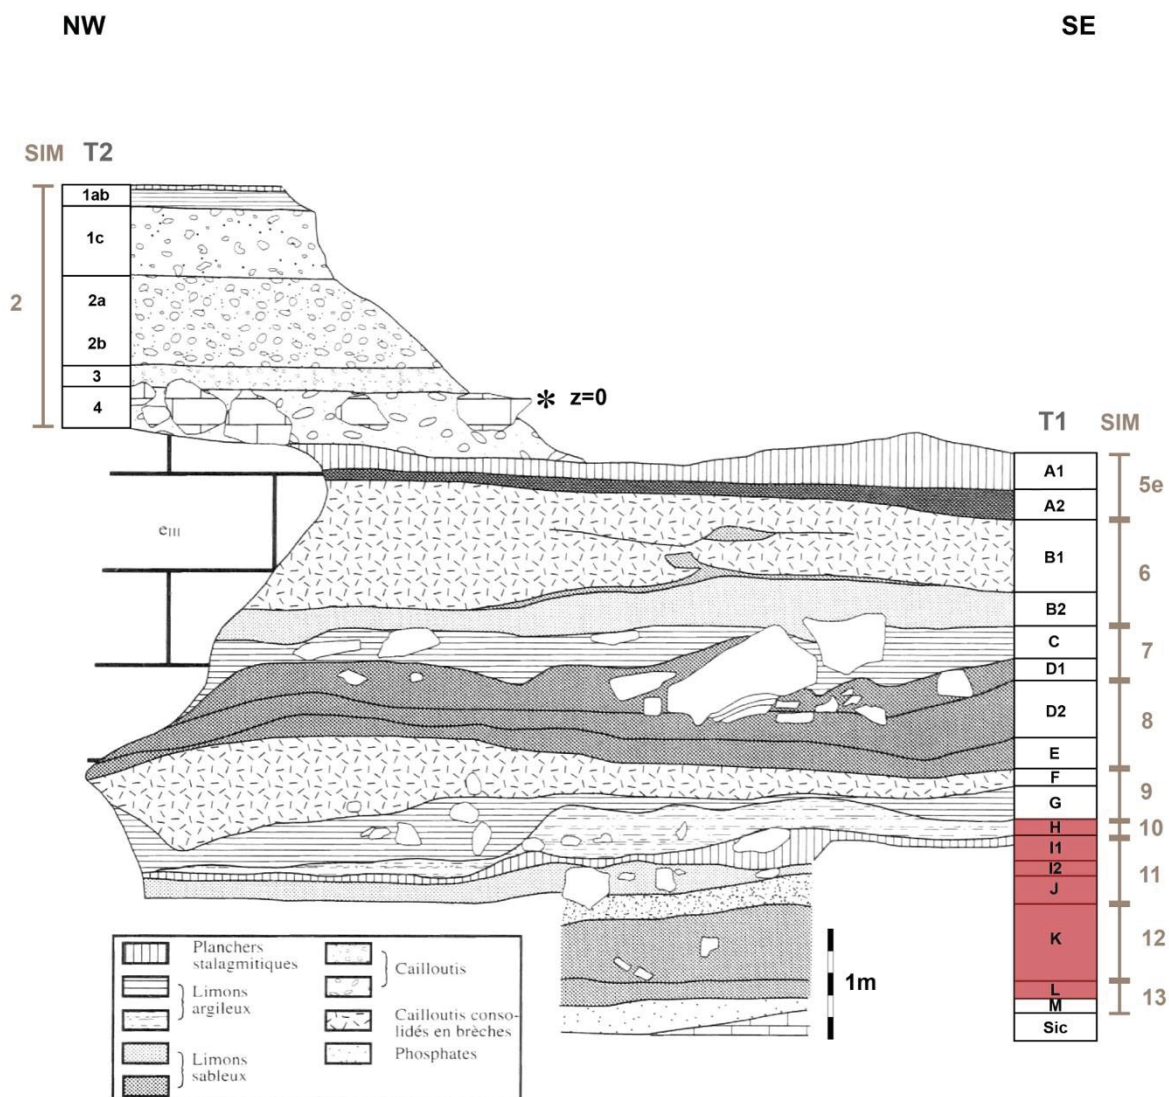 NW
SE
SIM T2
1ab
1c
2
2a
2b
3
4
* z=0
T1 SIM
A1
5e
A2
e III
B1
6
B2
C
7
D1
D2
8
E
F
9
G
H
10
I1
I2
11
J
K
12
L
13
M
Sic
1m
Planchers
stalagmitiques
Limons
argileux
Limons
sableux
Cailloutis
Cailloutis conso-
lidés en brèches
Phosphates